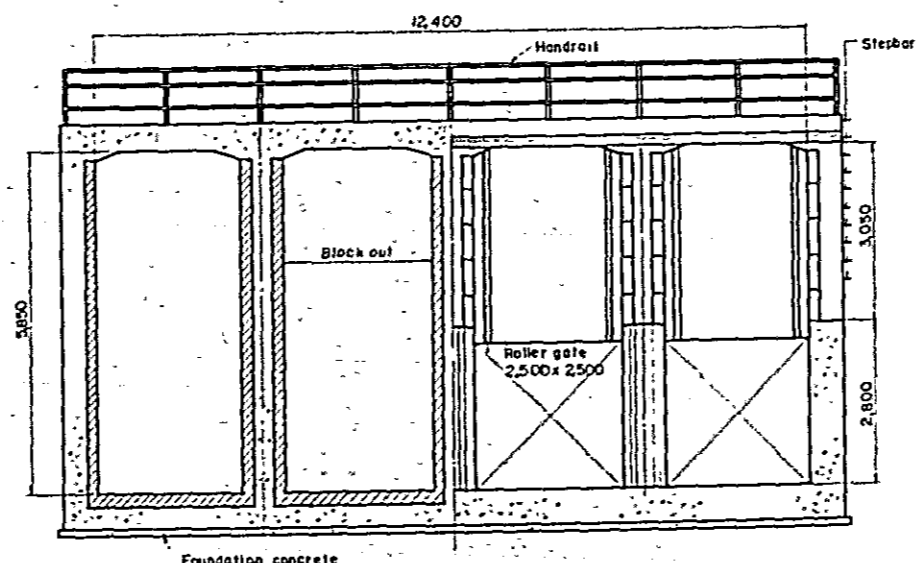 12,400
Handrail
Stepbar
3,050
Block out
5,850
Roller gate
2,500 x 2,500
2,800
Foundation concrete